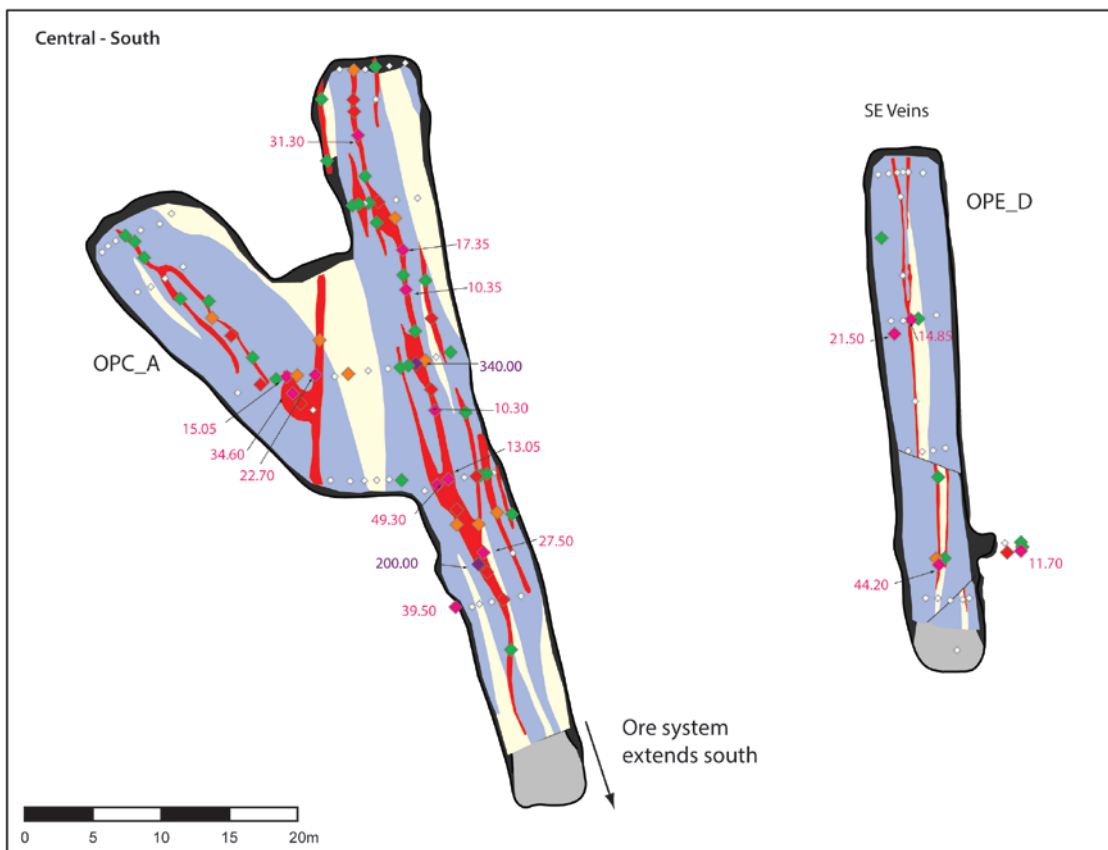 Central - South
SE Veins
31.30
OPE_D
17.35
10.35
21.50
14.85
OPC_A
340.00
10.30
15.05
34.60
13.05
22.70
49.30
27.50
200.00
11.70
44.20
39.50
Ore system
extends south
0 5 10 15 20m